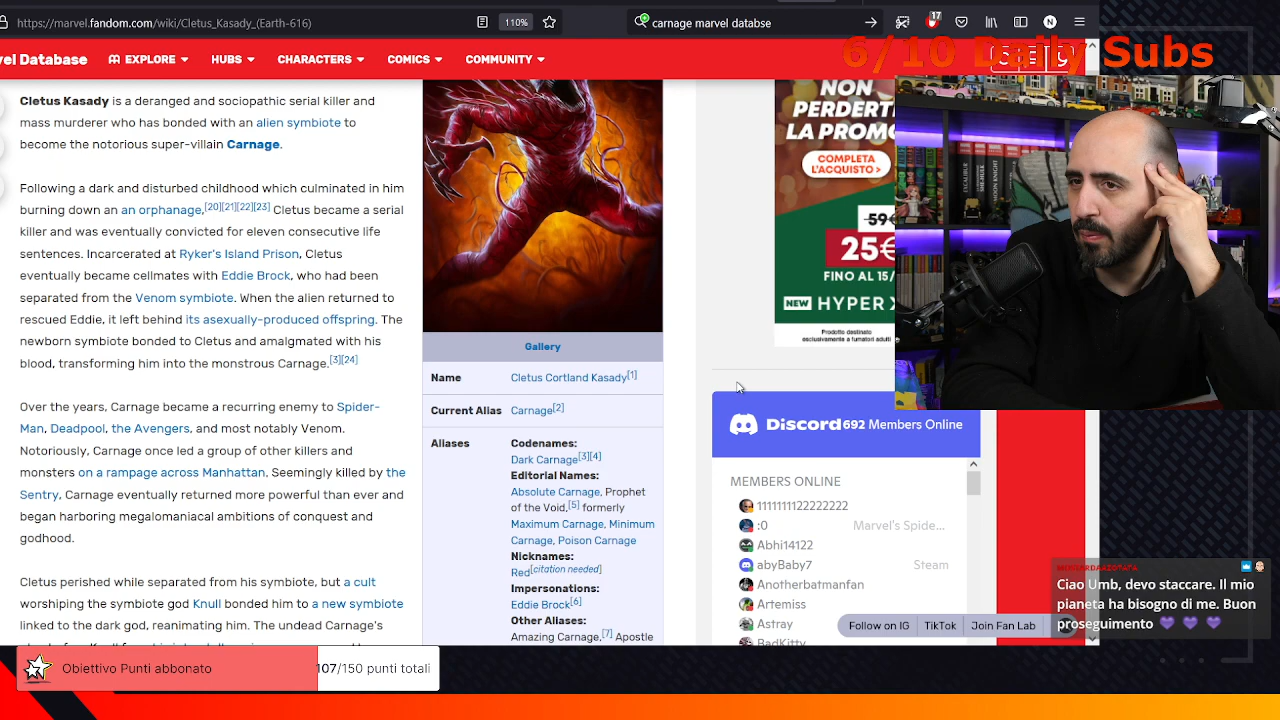 https://marvel.fandom.com/wiki/Cletus_Kasady_(Earth-616)
110%
carnage marvel databse
17
N
6/10 Daily Subs
vel Database
EXPLORE
HUBS
CHARACTERS
COMICS
COMMUNITY
Cletus Kasady is a deranged and sociopathic serial killer and
mass murderer who has bonded with an alien symbiote to
become the notorious super-villain Carnage.
Following a dark and disturbed childhood which culminated in him
burning down an an orphanage,[20][21][22][23] Cletus became a serial
killer and was eventually convicted for eleven consecutive life
sentences. Incarcerated at Ryker's Island Prison, Cletus
eventually became cellmates with Eddie Brock, who had been
separated from the Venom symbiote. When the alien returned to
rescued Eddie, it left behind its asexually-produced offspring. The
newborn symbiote bonded to Cletus and amalgmated with his
blood, transforming him into the monstrous Carnage.[3][24]
Over the years, Carnage became a recurring enemy to Spider-
Man, Deadpool, the Avengers, and most notably Venom.
Notoriously, Carnage once led a group of other killers and
monsters on a rampage across Manhattan. Seemingly killed by the
Sentry, Carnage eventually returned more powerful than ever and
began harboring megalomaniacal ambitions of conquest and
godhood.
Cletus perished while separated from his symbiote, but a cult
worshiping the symbiote god Knull bonded him to a new symbiote
linked to the dark god, reanimating him. The undead Carnage's
Gallery
Name
Cletus Cortland Kasady[1]
Current Alias
Carnage[2]
Aliases
Codenames:
Dark Carnage[3][4]
Editorial Names:
Absolute Carnage, Prophet
of the Void,[5] formerly
Maximum Carnage, Minimum
Carnage, Poison Carnage
Nicknames:
Red[citation needed]
Impersonations:
Eddie Brock[6]
Other Aliases:
Amazing Carnage,[7] Apostle
NON
PERDERTI
LA PROMO
COMPLETA
L'ACQUISTO >
59€
25€
FINO AL 15/
NEW HYPER X
Prodotto destinato
esclusivamente a fumatori adulti
EXCALIBUR
SHE-HULK
MOON KNIGHT
Discord 692 Members Online
MEMBERS ONLINE
1111111122222222
:0 Marvel's Spide...
Abhi14122
abyBaby7 Steam
Anotherbatmanfan
Artemiss
Astray
BadKitty
Follow on IG
TikTok
Join Fan Lab
Ciao Umb, devo staccare. Il mio
pianeta ha bisogno di me. Buon
proseguimento 💜 💜 💜
Obiettivo Punti abbonato
107/150 punti totali